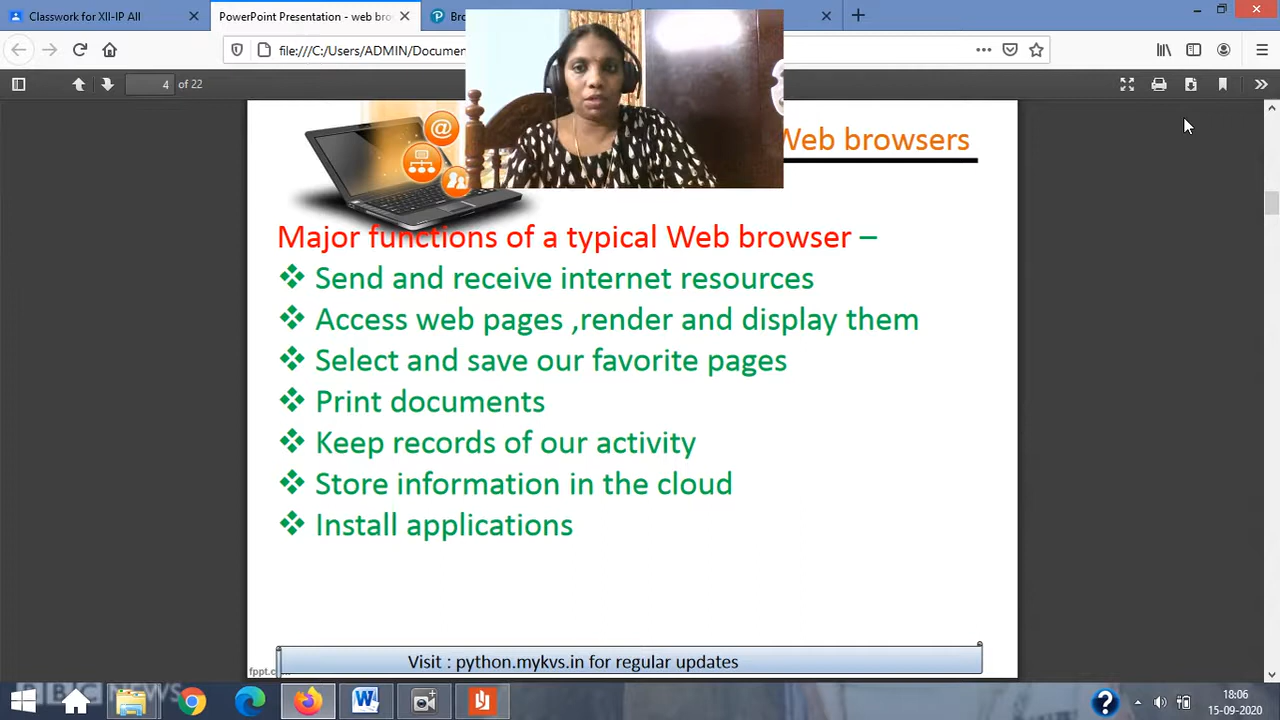 Classwork for XII-IP All
PowerPoint Presentation - web bro
file:///C:/Users/ADMIN/Documen
4 of 22
Web browsers
@
Major functions of a typical Web browser –
❖ Send and receive internet resources
❖ Access web pages ,render and display them
❖ Select and save our favorite pages
❖ Print documents
❖ Keep records of our activity
❖ Store information in the cloud
❖ Install applications
Visit : python.mykvs.in for regular updates
18:06
15-09-2020